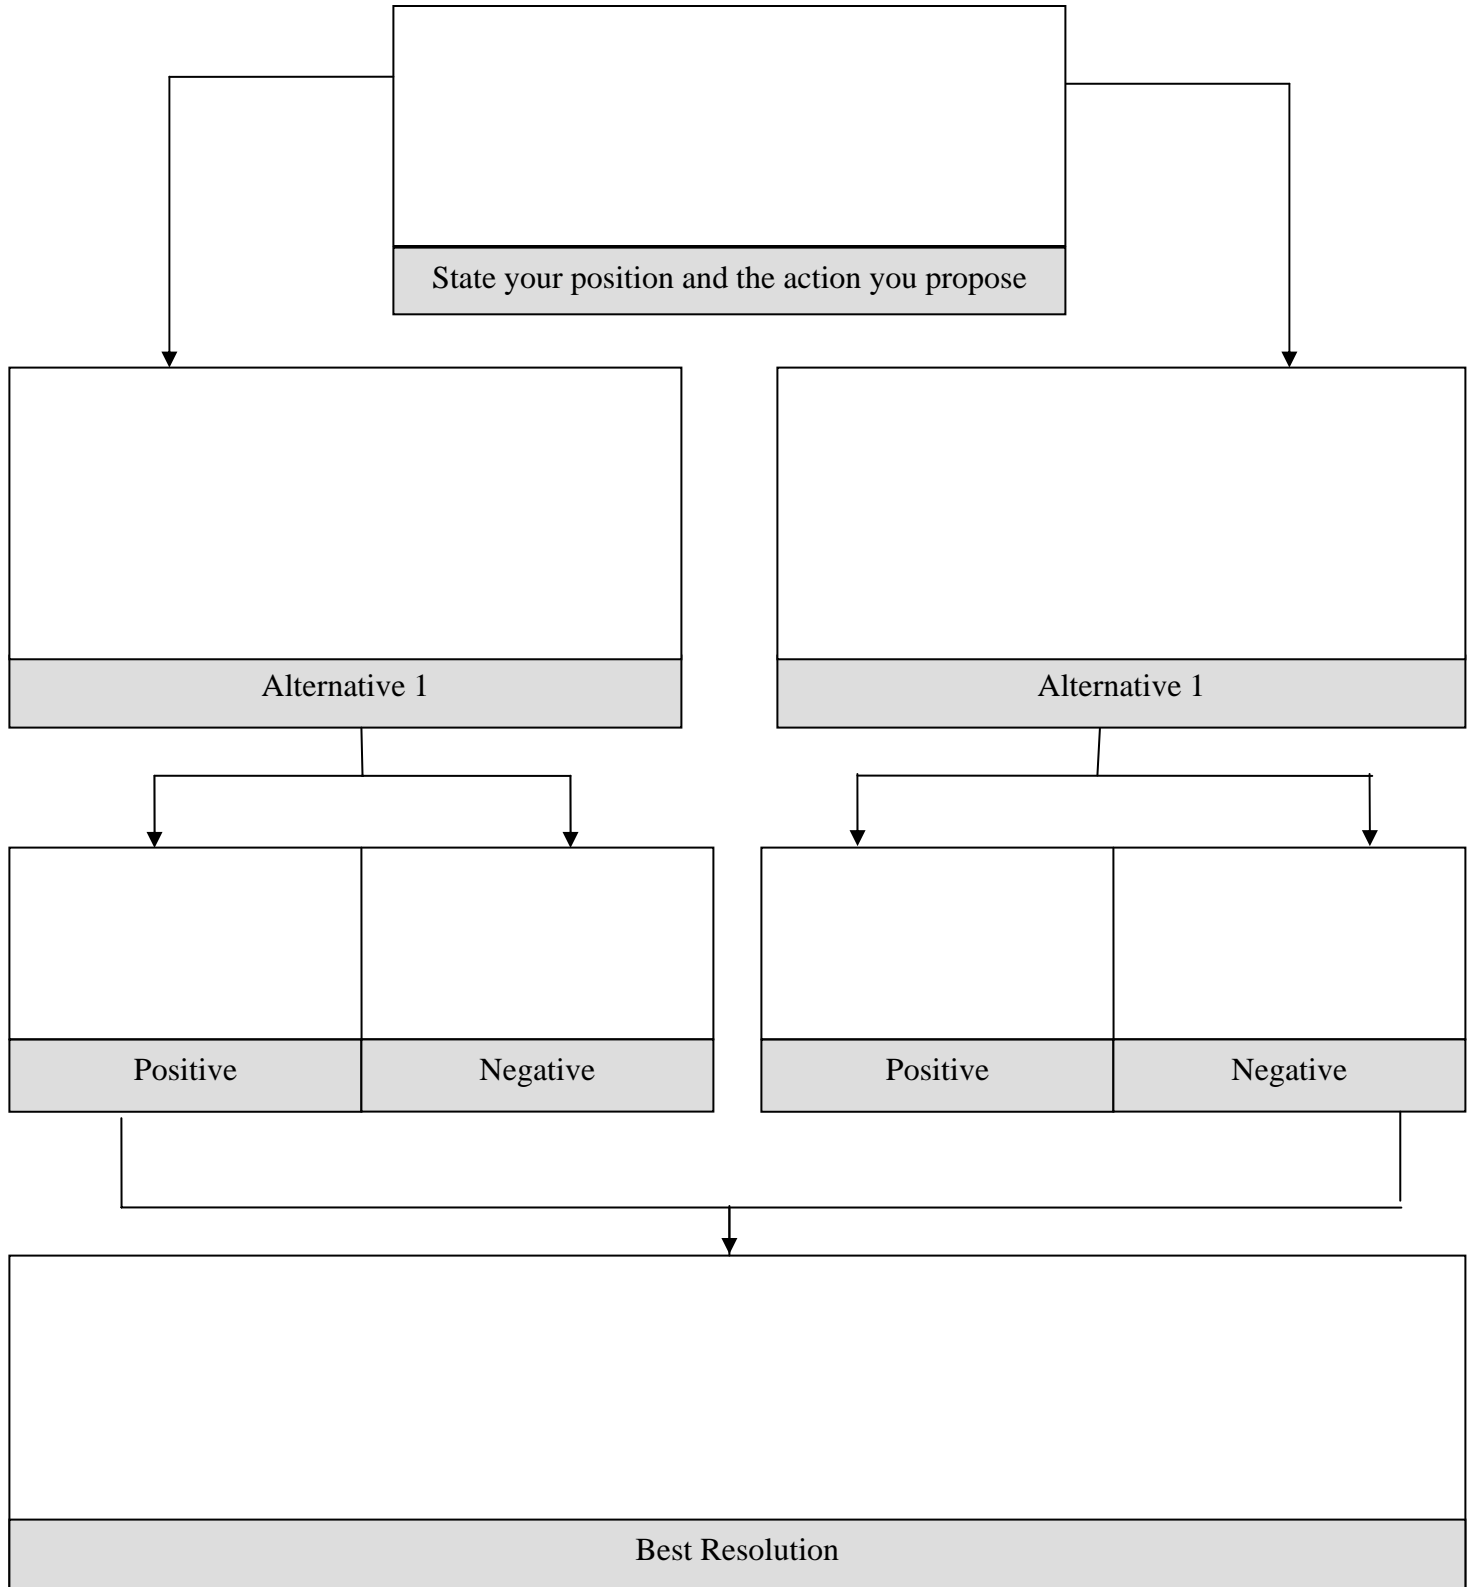 State your position and the action you propose
Alternative 1
Alternative 1
Positive
Negative
Positive
Negative
Best Resolution